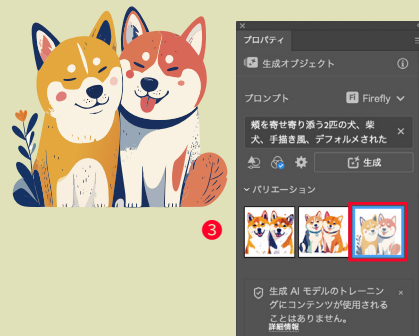 プロパティ
生成オブジェクト
プロンプト
Fi Firefly
頬を寄せ寄り添う2匹の犬、柴
犬、手描き風、デフォルメされた
生成
バリエーション
3
生成 AI モデルのトレーニン
グにコンテンツが使用される
ことはありません。
詳細情報